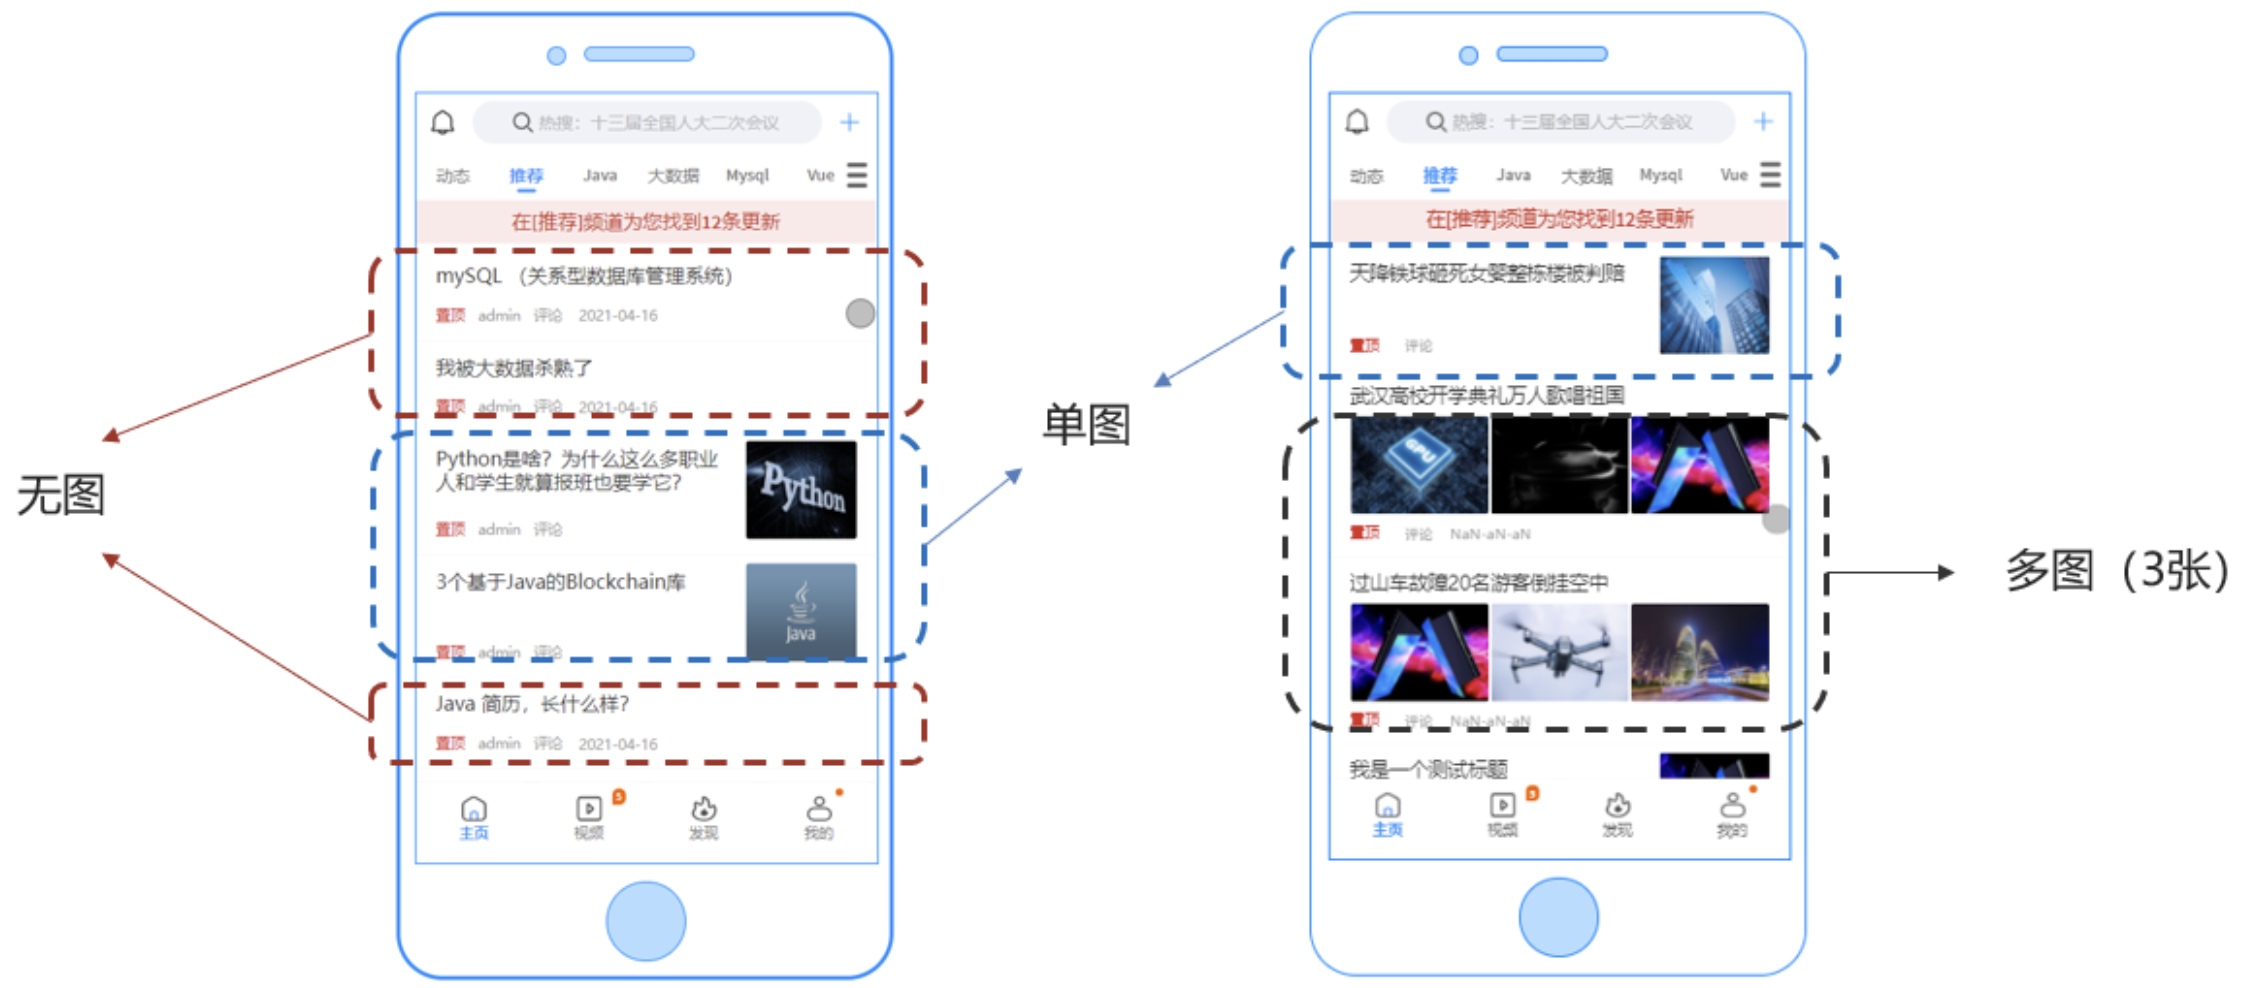 无图
热搜：十三届全国人大二次会议
动态 推荐 Java 大数据 Mysql Vue
在[推荐]频道为您找到12条更新
mySQL （关系型数据库管理系统）
置顶 admin 评论 2021-04-16
我被大数据杀熟了
置顶 admin 评论 2021-04-16
Python是啥？为什么这么多职业
人和学生就算报班也要学它？
Python
置顶 admin 评论
3个基于Java的Blockchain库
Java
置顶 admin 评论
Java 简历，长什么样？
置顶 admin 评论 2021-04-16
5
主页 视频 发现 我的
单图
热搜：十三届全国人大二次会议
动态 推荐 Java 大数据 Mysql Vue
在[推荐]频道为您找到12条更新
天降铁球砸死女婴整栋楼被判赔
置顶 评论
武汉高校开学典礼万人歌唱祖国
GPU
置顶 评论 NaN-aN-aN
过山车故障20名游客倒挂空中
置顶 评论 NaN-aN-aN
我是一个测试标题
5
主页 视频 发现 我的
多图（3张）